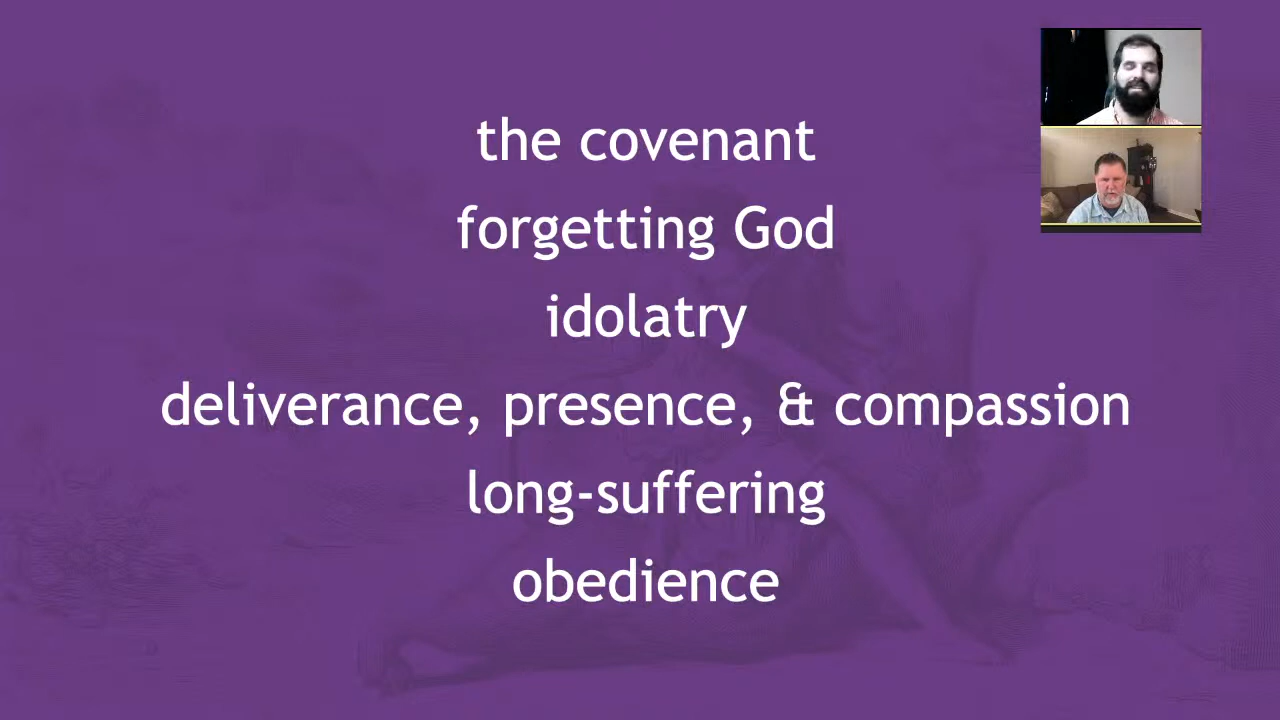 the covenant
forgetting God
idolatry
deliverance, presence, & compassion
long-suffering
obedience